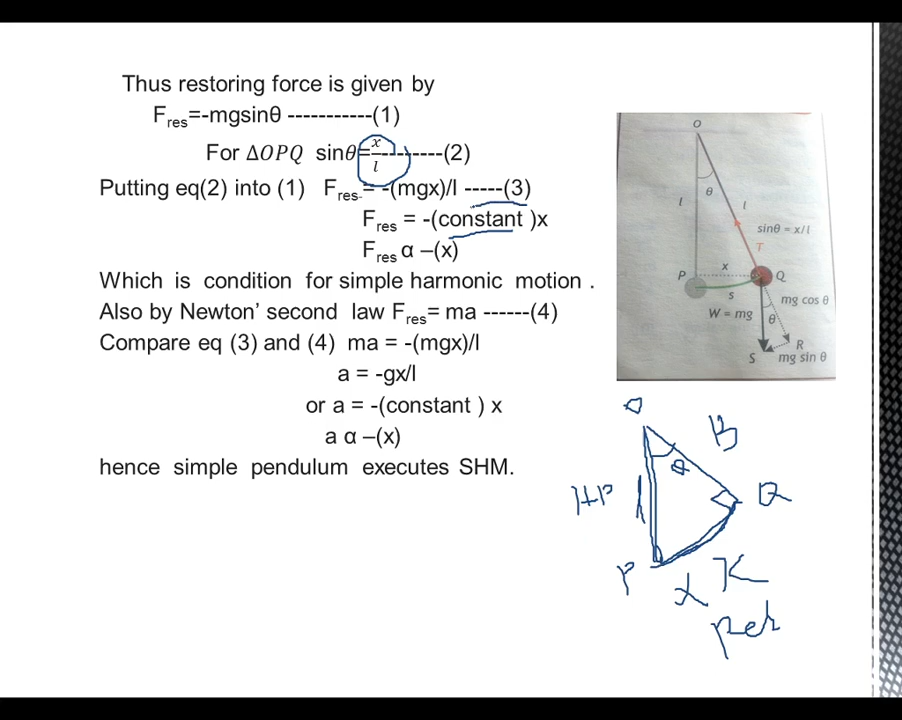 Thus restoring force is given by
Fres=-mgsinθ -----------(1)
For ΔOPQ sinθ=x/l--------(2)
Putting eq(2) into (1) Fres= -(mgx)/l -----(3)
Fres = -(constant )x
Fres α –(x)
Which is condition for simple harmonic motion .
Also by Newton’ second law Fres= ma ------(4)
Compare eq (3) and (4) ma = -(mgx)/l
a = -gx/l
or a = -(constant ) x
a α –(x)
hence simple pendulum executes SHM.
O
θ
l
l
sinθ = x/l
T
x
P
Q
S
mg cos θ
W = mg
θ
R
S
mg sin θ
O
B
θ
HP
l
Q
P
x
K
per